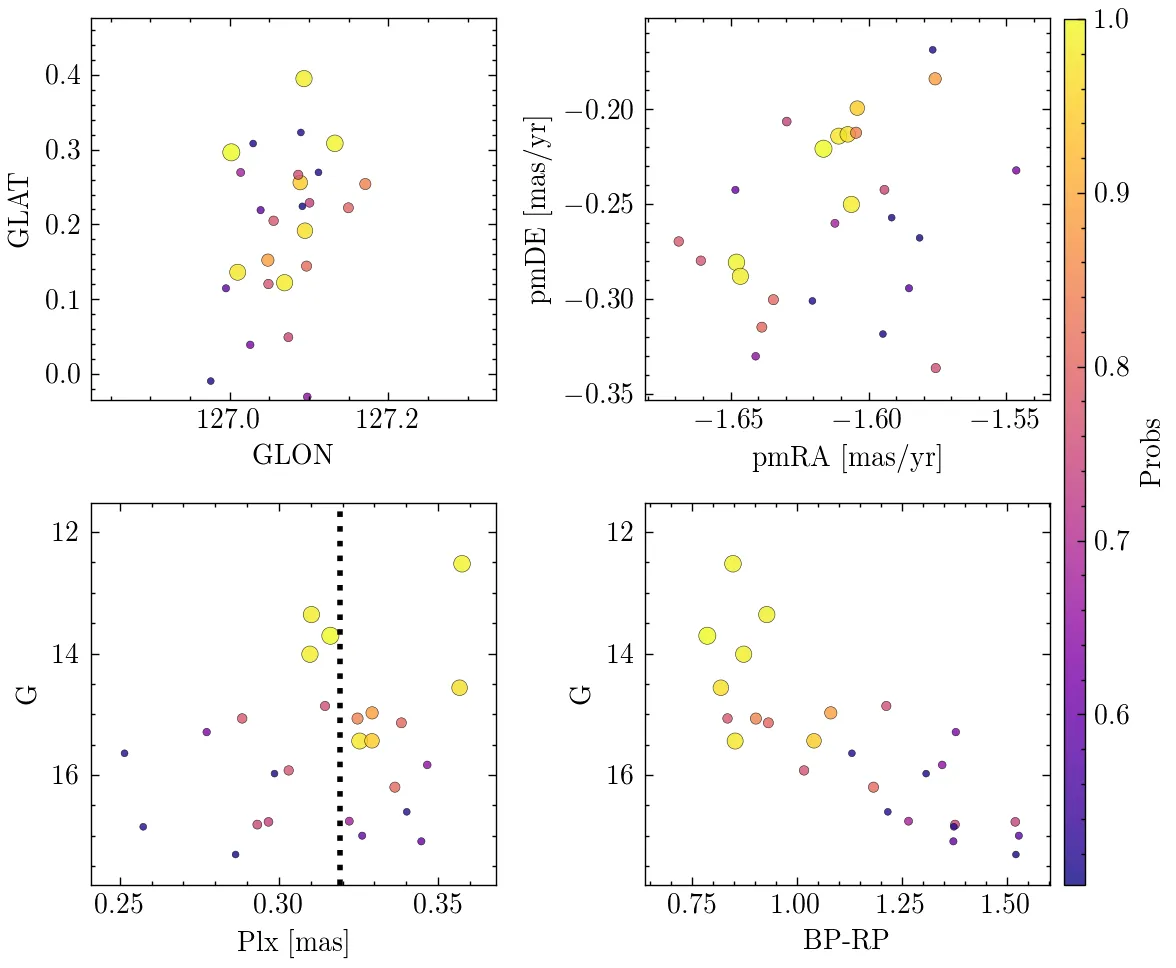 0.4
0.3
0.2
0.1
0.0
GLAT
127.0 127.2
GLON
−0.20
−0.25
−0.30
−0.35
pmDE [mas/yr]
−1.65 −1.60 −1.55
pmRA [mas/yr]
1.0
0.9
0.8
0.7
0.6
Probs
12
14
16
G
0.25 0.30 0.35
Plx [mas]
12
14
16
G
0.75 1.00 1.25 1.50
BP-RP